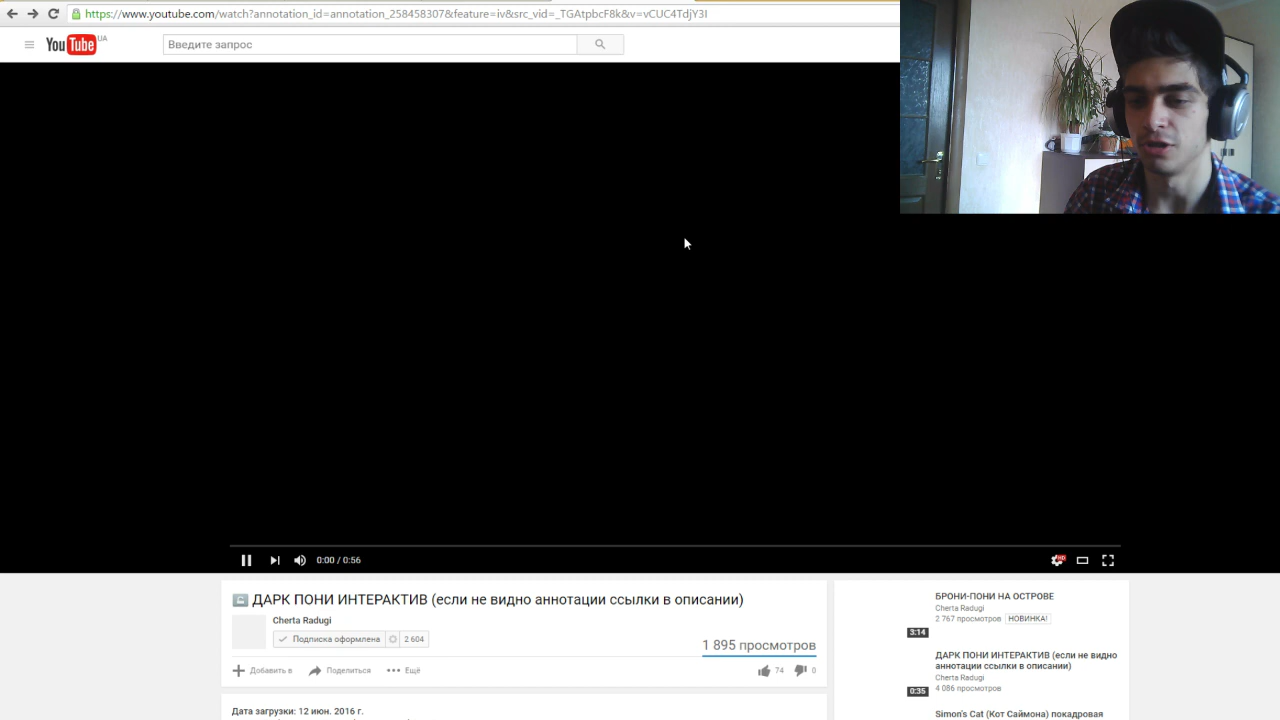 https://www.youtube.com/watch?annotation_id=annotation_258458307&feature=iv&src_vid=_TGAtpbcF8k&v=vCUC4TdjY3I
YouTube UA
Введите запрос
0:00 / 0:56
HD
ДАРК ПОНИ ИНТЕРАКТИВ (если не видно аннотации ссылки в описании)
Cherta Radugi
Подписка оформлена 2 604
1 895 просмотров
Добавить в Поделиться Ещё 74 0
Дата загрузки: 12 июн. 2016 г.
БРОНИ-ПОНИ НА ОСТРОВЕ
Cherta Radugi
2 767 просмотров НОВИНКА!
3:14
ДАРК ПОНИ ИНТЕРАКТИВ (если не видно
аннотации ссылки в описании)
Cherta Radugi
4 086 просмотров
0:35
Simon's Cat (Кот Саймона) покадровая